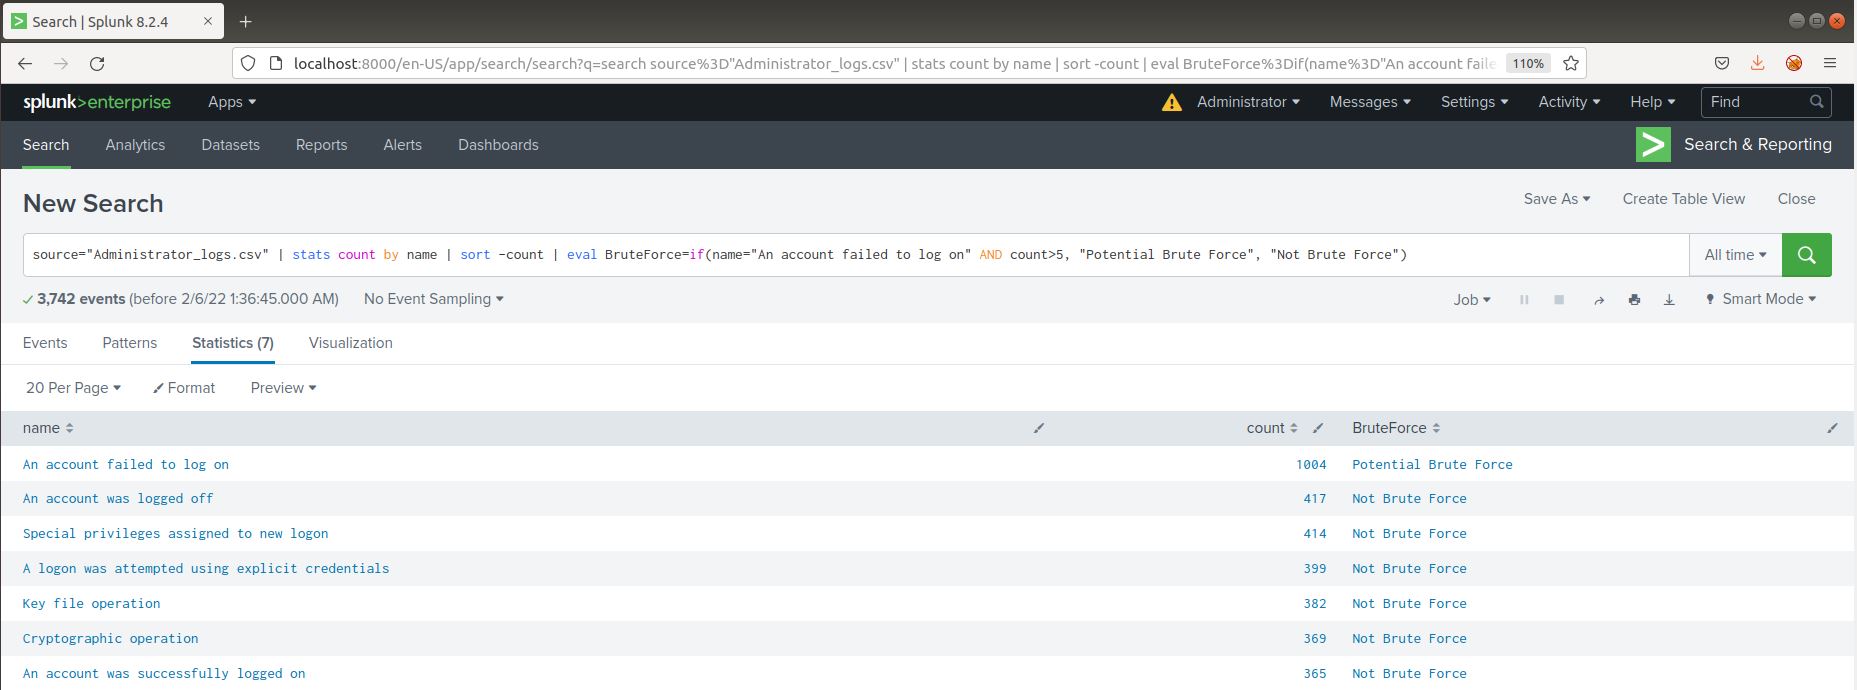 Search | Splunk 8.2.4
localhost:8000/en-US/app/search/search?q=search source%3D"Administrator_logs.csv" | stats count by name | sort -count | eval BruteForce%3Dif(name%3D"An account faile 110%
splunk>enterprise Apps Administrator Messages Settings Activity Help Find
Search Analytics Datasets Reports Alerts Dashboards Search & Reporting
New Search Save As Create Table View Close
source="Administrator_logs.csv" | stats count by name | sort -count | eval BruteForce=if(name="An account failed to log on" AND count>5, "Potential Brute Force", "Not Brute Force") All time
3,742 events (before 2/6/22 1:36:45.000 AM) No Event Sampling Job Smart Mode
Events Patterns Statistics (7) Visualization
20 Per Page Format Preview
name count BruteForce
An account failed to log on 1004 Potential Brute Force
An account was logged off 417 Not Brute Force
Special privileges assigned to new logon 414 Not Brute Force
A logon was attempted using explicit credentials 399 Not Brute Force
Key file operation 382 Not Brute Force
Cryptographic operation 369 Not Brute Force
An account was successfully logged on 365 Not Brute Force